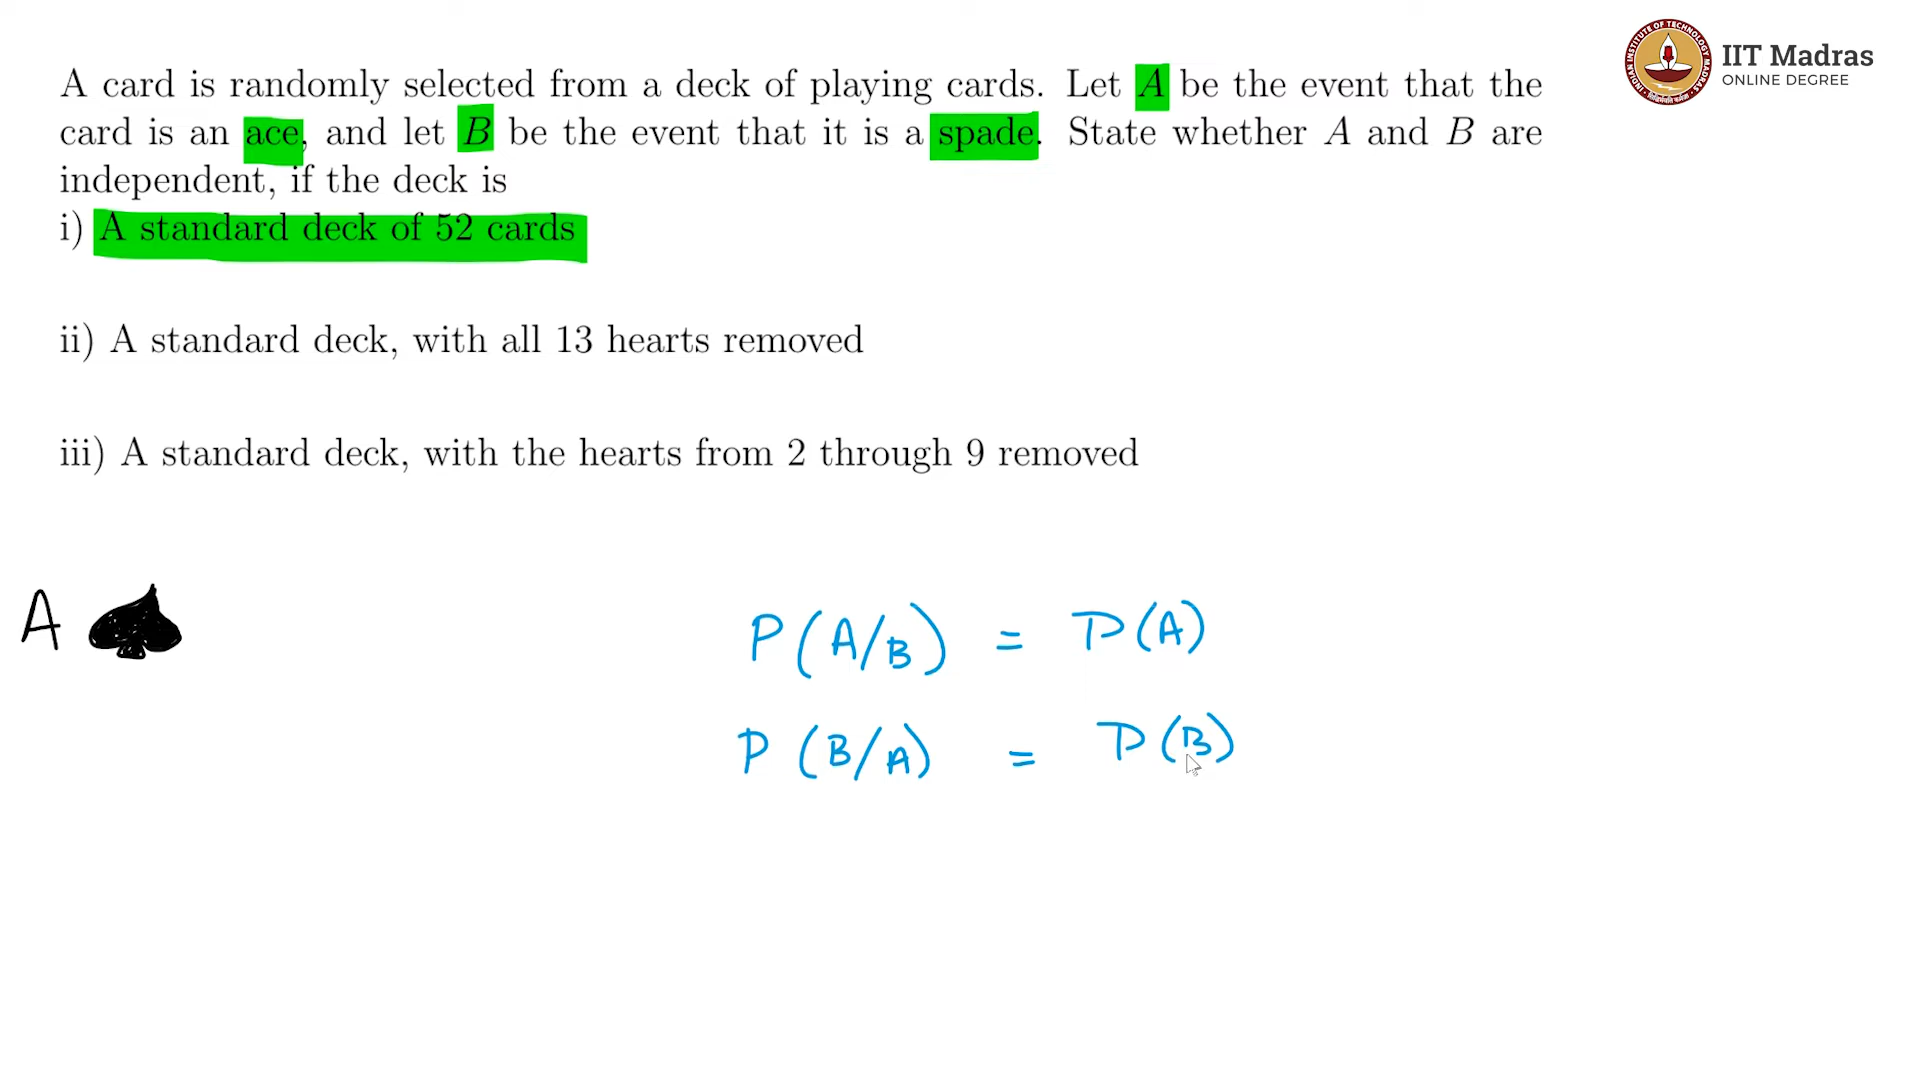 IIT Madras
ONLINE DEGREE
A card is randomly selected from a deck of playing cards. Let A be the event that the
card is an ace, and let B be the event that it is a spade. State whether A and B are
independent, if the deck is
i) A standard deck of 52 cards
ii) A standard deck, with all 13 hearts removed
iii) A standard deck, with the hearts from 2 through 9 removed
A
P(A/B) = P(A)
P(B/A) = P(B)